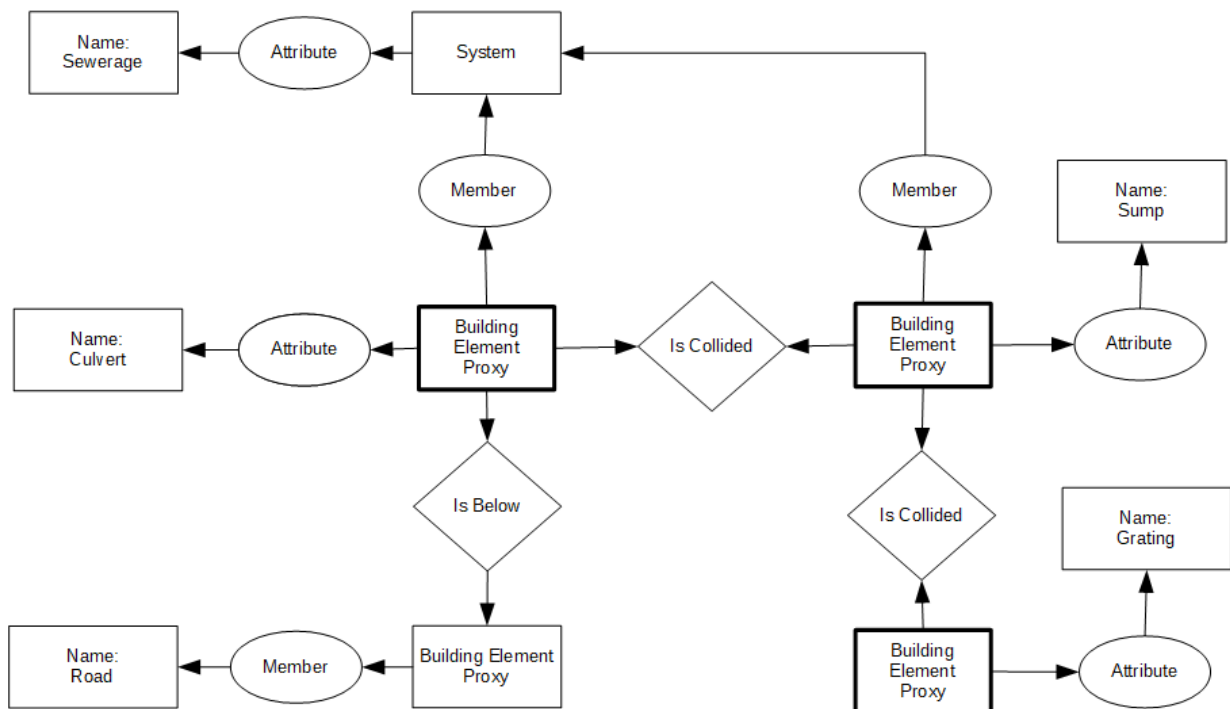 Name:
Sewerage
Attribute
System
Member
Member
Name:
Sump
Name:
Culvert
Attribute
Building
Element
Proxy
Is Collided
Building
Element
Proxy
Attribute
Is Below
Is Collided
Name:
Grating
Name:
Road
Member
Building Element
Proxy
Building
Element
Proxy
Attribute